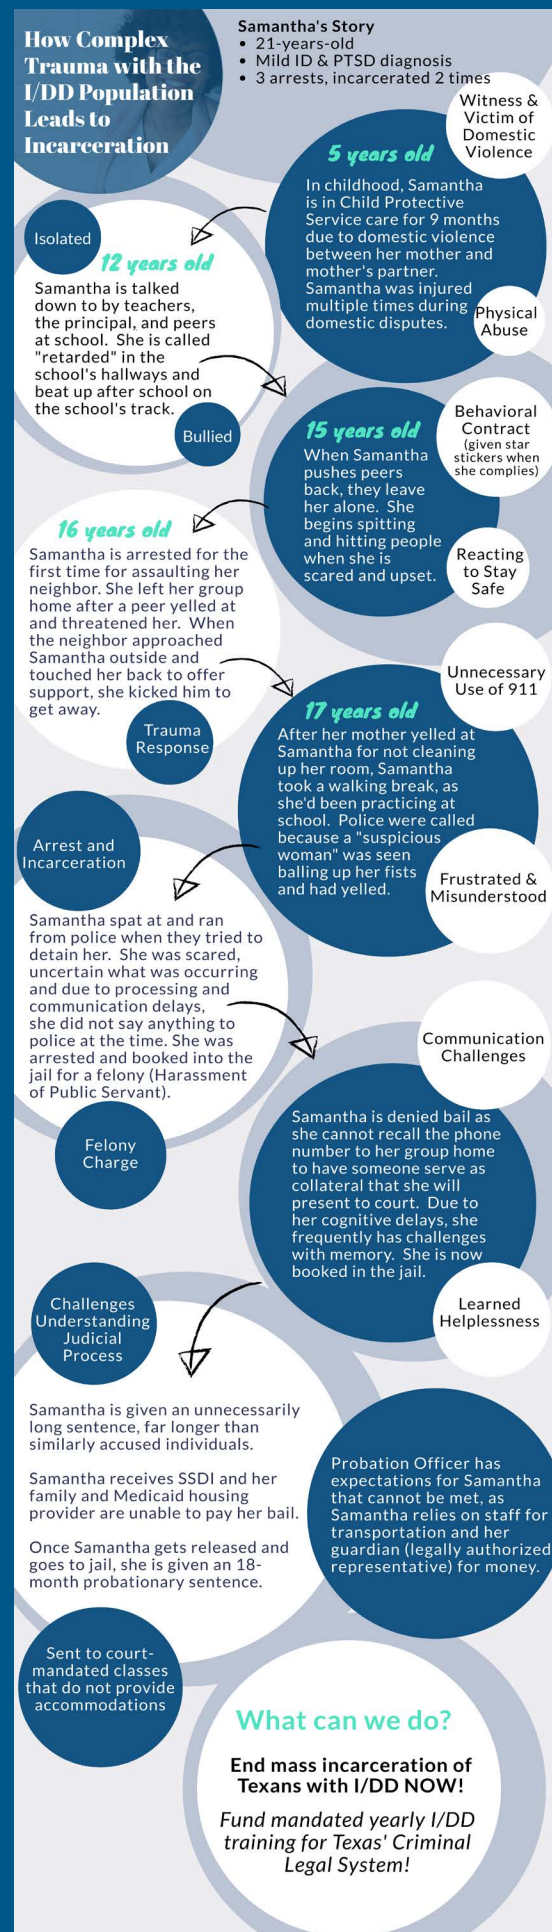 How Complex
Trauma with the
I/DD Population
Leads to
Incarceration
Samantha's Story
• 21-years-old
• Mild ID & PTSD diagnosis
• 3 arrests, incarcerated 2 times
Witness &
Victim of
Domestic
Violence
5 years old
In childhood, Samantha
is in Child Protective
Service care for 9 months
due to domestic violence
between her mother and
mother's partner.
Samantha was injured
multiple times during
domestic disputes.
Physical
Abuse
Isolated
12 years old
Samantha is talked
down to by teachers,
the principal, and peers
at school. She is called
"retarded" in the
school's hallways and
beat up after school on
the school's track.
Bullied
15 years old
When Samantha
pushes peers
back, they leave
her alone. She
begins spitting
and hitting people
when she is
scared and upset.
Behavioral
Contract
(given star
stickers when
she complies)
Reacting
to Stay
Safe
16 years old
Samantha is arrested for the
first time for assaulting her
neighbor. She left her group
home after a peer yelled at
and threatened her. When
the neighbor approached
Samantha outside and
touched her back to offer
support, she kicked him to
get away.
Trauma
Response
Unnecessary
Use of 911
17 years old
After her mother yelled at
Samantha for not cleaning
up her room, Samantha
took a walking break, as
she'd been practicing at
school. Police were called
because a "suspicious
woman" was seen
balling up her fists
and had yelled.
Frustrated &
Misunderstood
Arrest and
Incarceration
Samantha spat at and ran
from police when they tried to
detain her. She was scared,
uncertain what was occurring
and due to processing and
communication delays,
she did not say anything to
police at the time. She was
arrested and booked into the
jail for a felony (Harassment
of Public Servant).
Felony
Charge
Communication
Challenges
Samantha is denied bail as
she cannot recall the phone
number to her group home
to have someone serve as
collateral that she will
present to court. Due to
her cognitive delays, she
frequently has challenges
with memory. She is now
booked in the jail.
Learned
Helplessness
Challenges
Understanding
Judicial
Process
Samantha is given an unnecessarily
long sentence, far longer than
similarly accused individuals.
Samantha receives SSDI and her
family and Medicaid housing
provider are unable to pay her bail.
Once Samantha gets released and
goes to jail, she is given an 18-
month probationary sentence.
Probation Officer has
expectations for Samantha
that cannot be met, as
Samantha relies on staff for
transportation and her
guardian (legally authorized
representative) for money.
Sent to court-
mandated classes
that do not provide
accommodations
What can we do?
End mass incarceration of
Texans with I/DD NOW!
Fund mandated yearly I/DD
training for Texas' Criminal
Legal System!